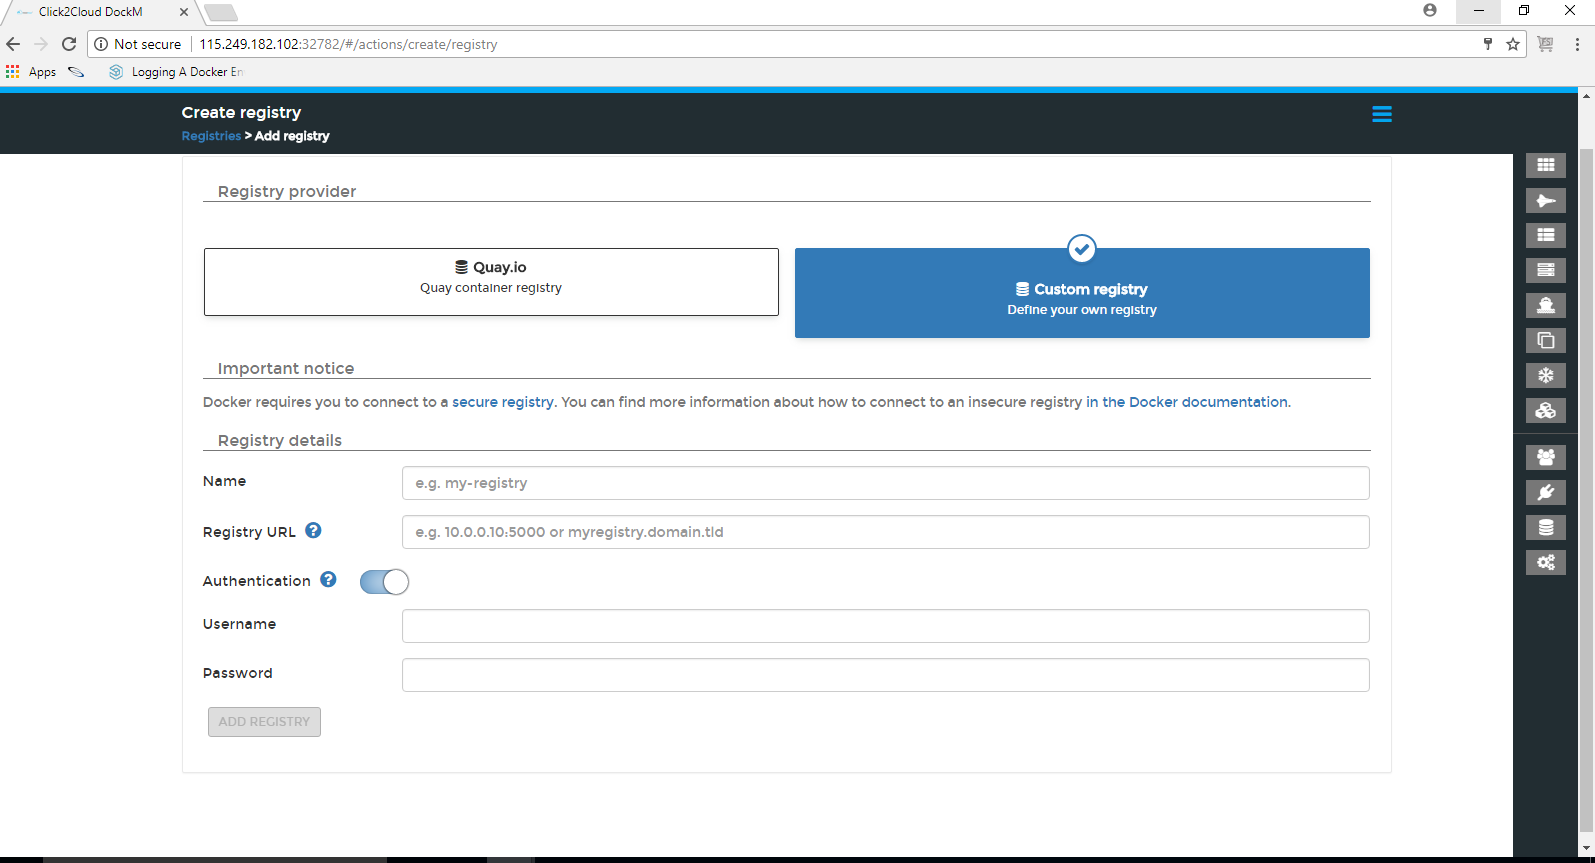 Click2Cloud DockM
Not secure
115.249.182.102:32782/#/actions/create/registry
Apps
Logging A Docker En
Create registry
Registries > Add registry
Registry provider
Quay.io
Quay container registry
Custom registry
Define your own registry
Important notice
Docker requires you to connect to a secure registry. You can find more information about how to connect to an insecure registry in the Docker documentation.
Registry details
Name
e.g. my-registry
Registry URL
e.g. 10.0.0.10:5000 or myregistry.domain.tld
Authentication
Username
Password
ADD REGISTRY